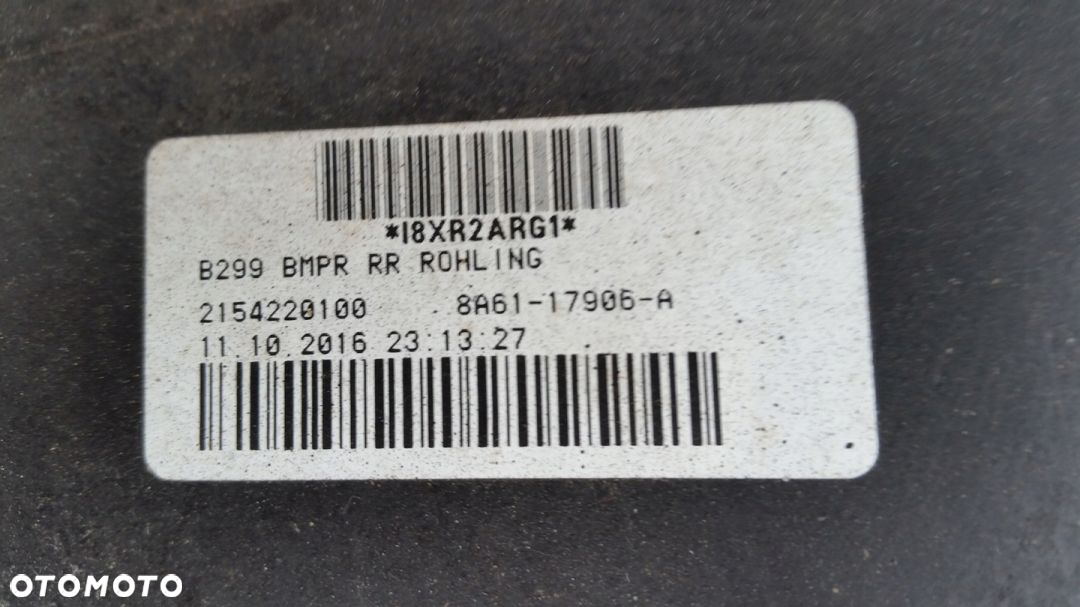 *I8XR2ARG1*
B299 BMPR RR ROHLING
2154220100 8A61-17906-A
11.10.2016 23:13:27
OTOMOTO